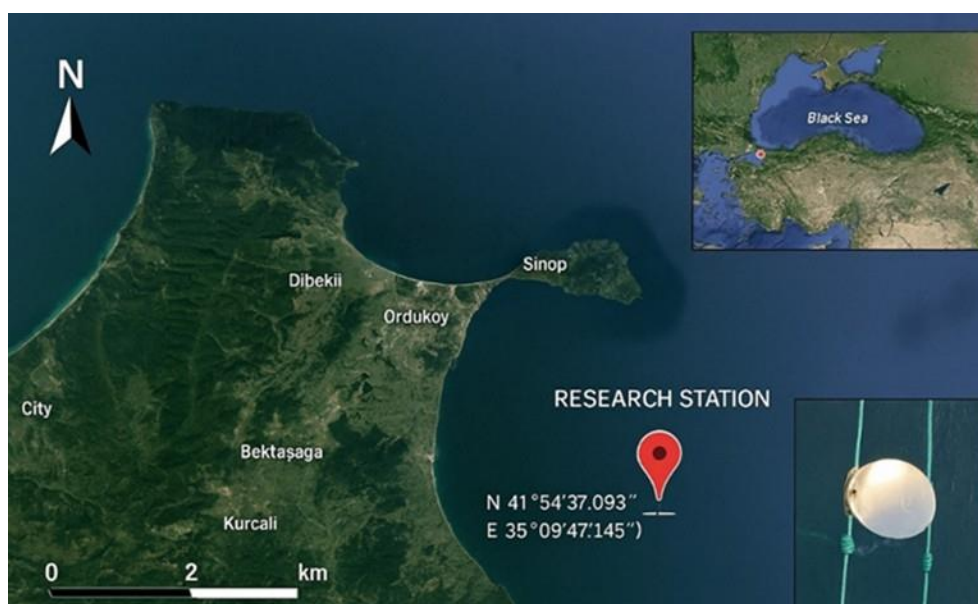 N
Black Sea
Sinop
Dibekii
Ordukoy
RESEARCH STATION
City
Bektaşaga
N 41°54'37.093"
E 35°09'47.145")
Kurcali
0 2 km